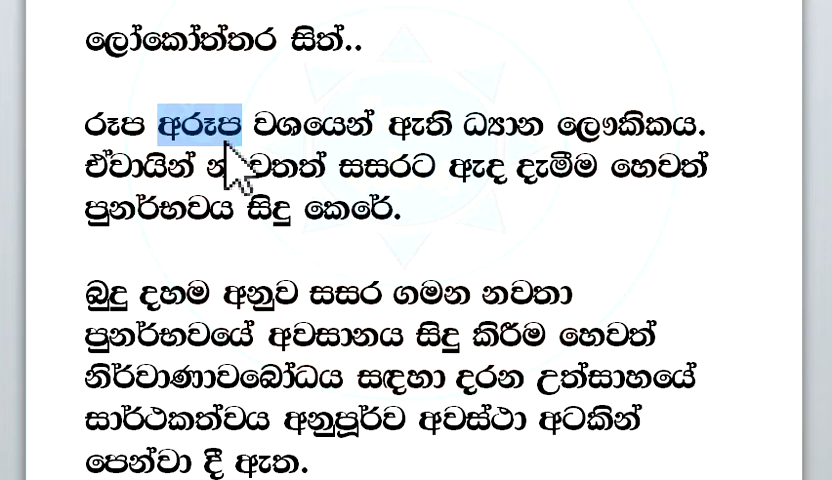 ලෝකෝත්තර සිත්..
රූප අරූප වශයෙන් ඇති ධ්‍යාන ලෞකිකය.
ඒවායින් සසරට ඇද දැමීම හෙවත්
පුනර්භවය සිදු කෙරේ.
බුදු දහම අනුව සසර ගමන නවතා
පුනර්භවයේ අවසානය සිදු කිරීම හෙවත්
නිර්වාණාවබෝධය සඳහා දරන උත්සාහයේ
සාර්ථකත්වය අනුපූර්ව අවස්ථා අටකින්
පෙන්වා දී ඇත.